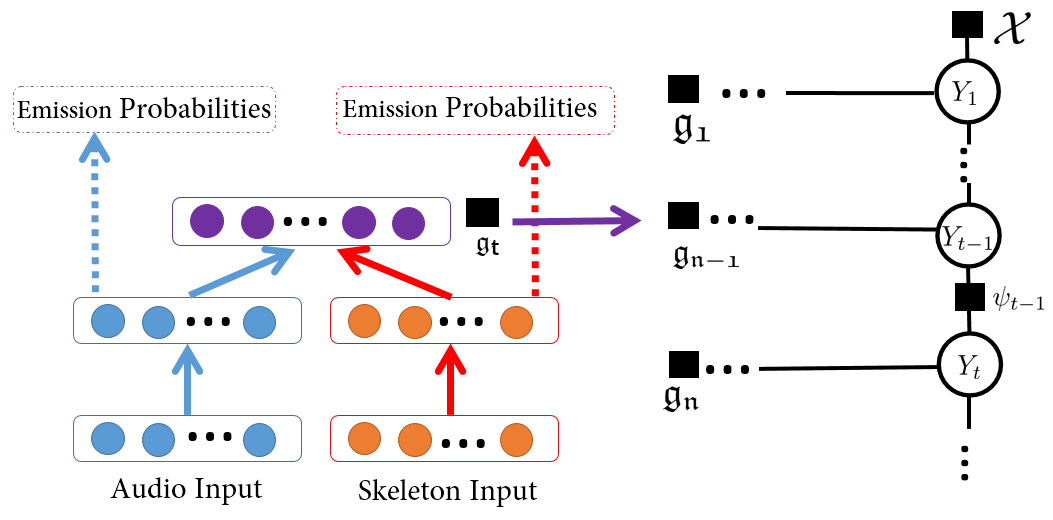 Emission Probabilities
Emission Probabilities
𝔤ₜ
Audio Input
Skeleton Input
𝒳
𝔤₁
Y₁
𝔤ₙ₋₁
Yₜ₋₁
ψₜ₋₁
𝔤ₙ
Yₜ